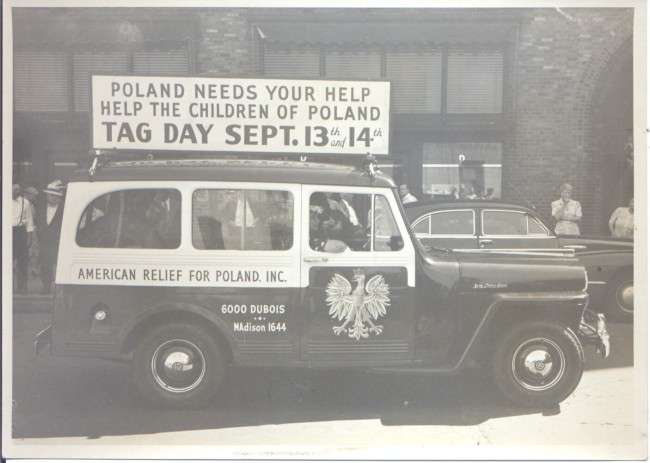 POLAND NEEDS YOUR HELP
HELP THE CHILDREN OF POLAND
TAG DAY SEPT. 13th and 14th
AMERICAN RELIEF FOR POLAND. INC.
6000 DUBOIS
MAdison 1644